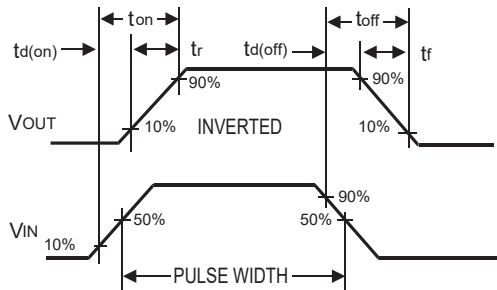 ton toff
td(on) tr td(off) tf
90% 90%
VOUT 10% INVERTED 10%
90%
50% 50%
VIN 10%
PULSE WIDTH